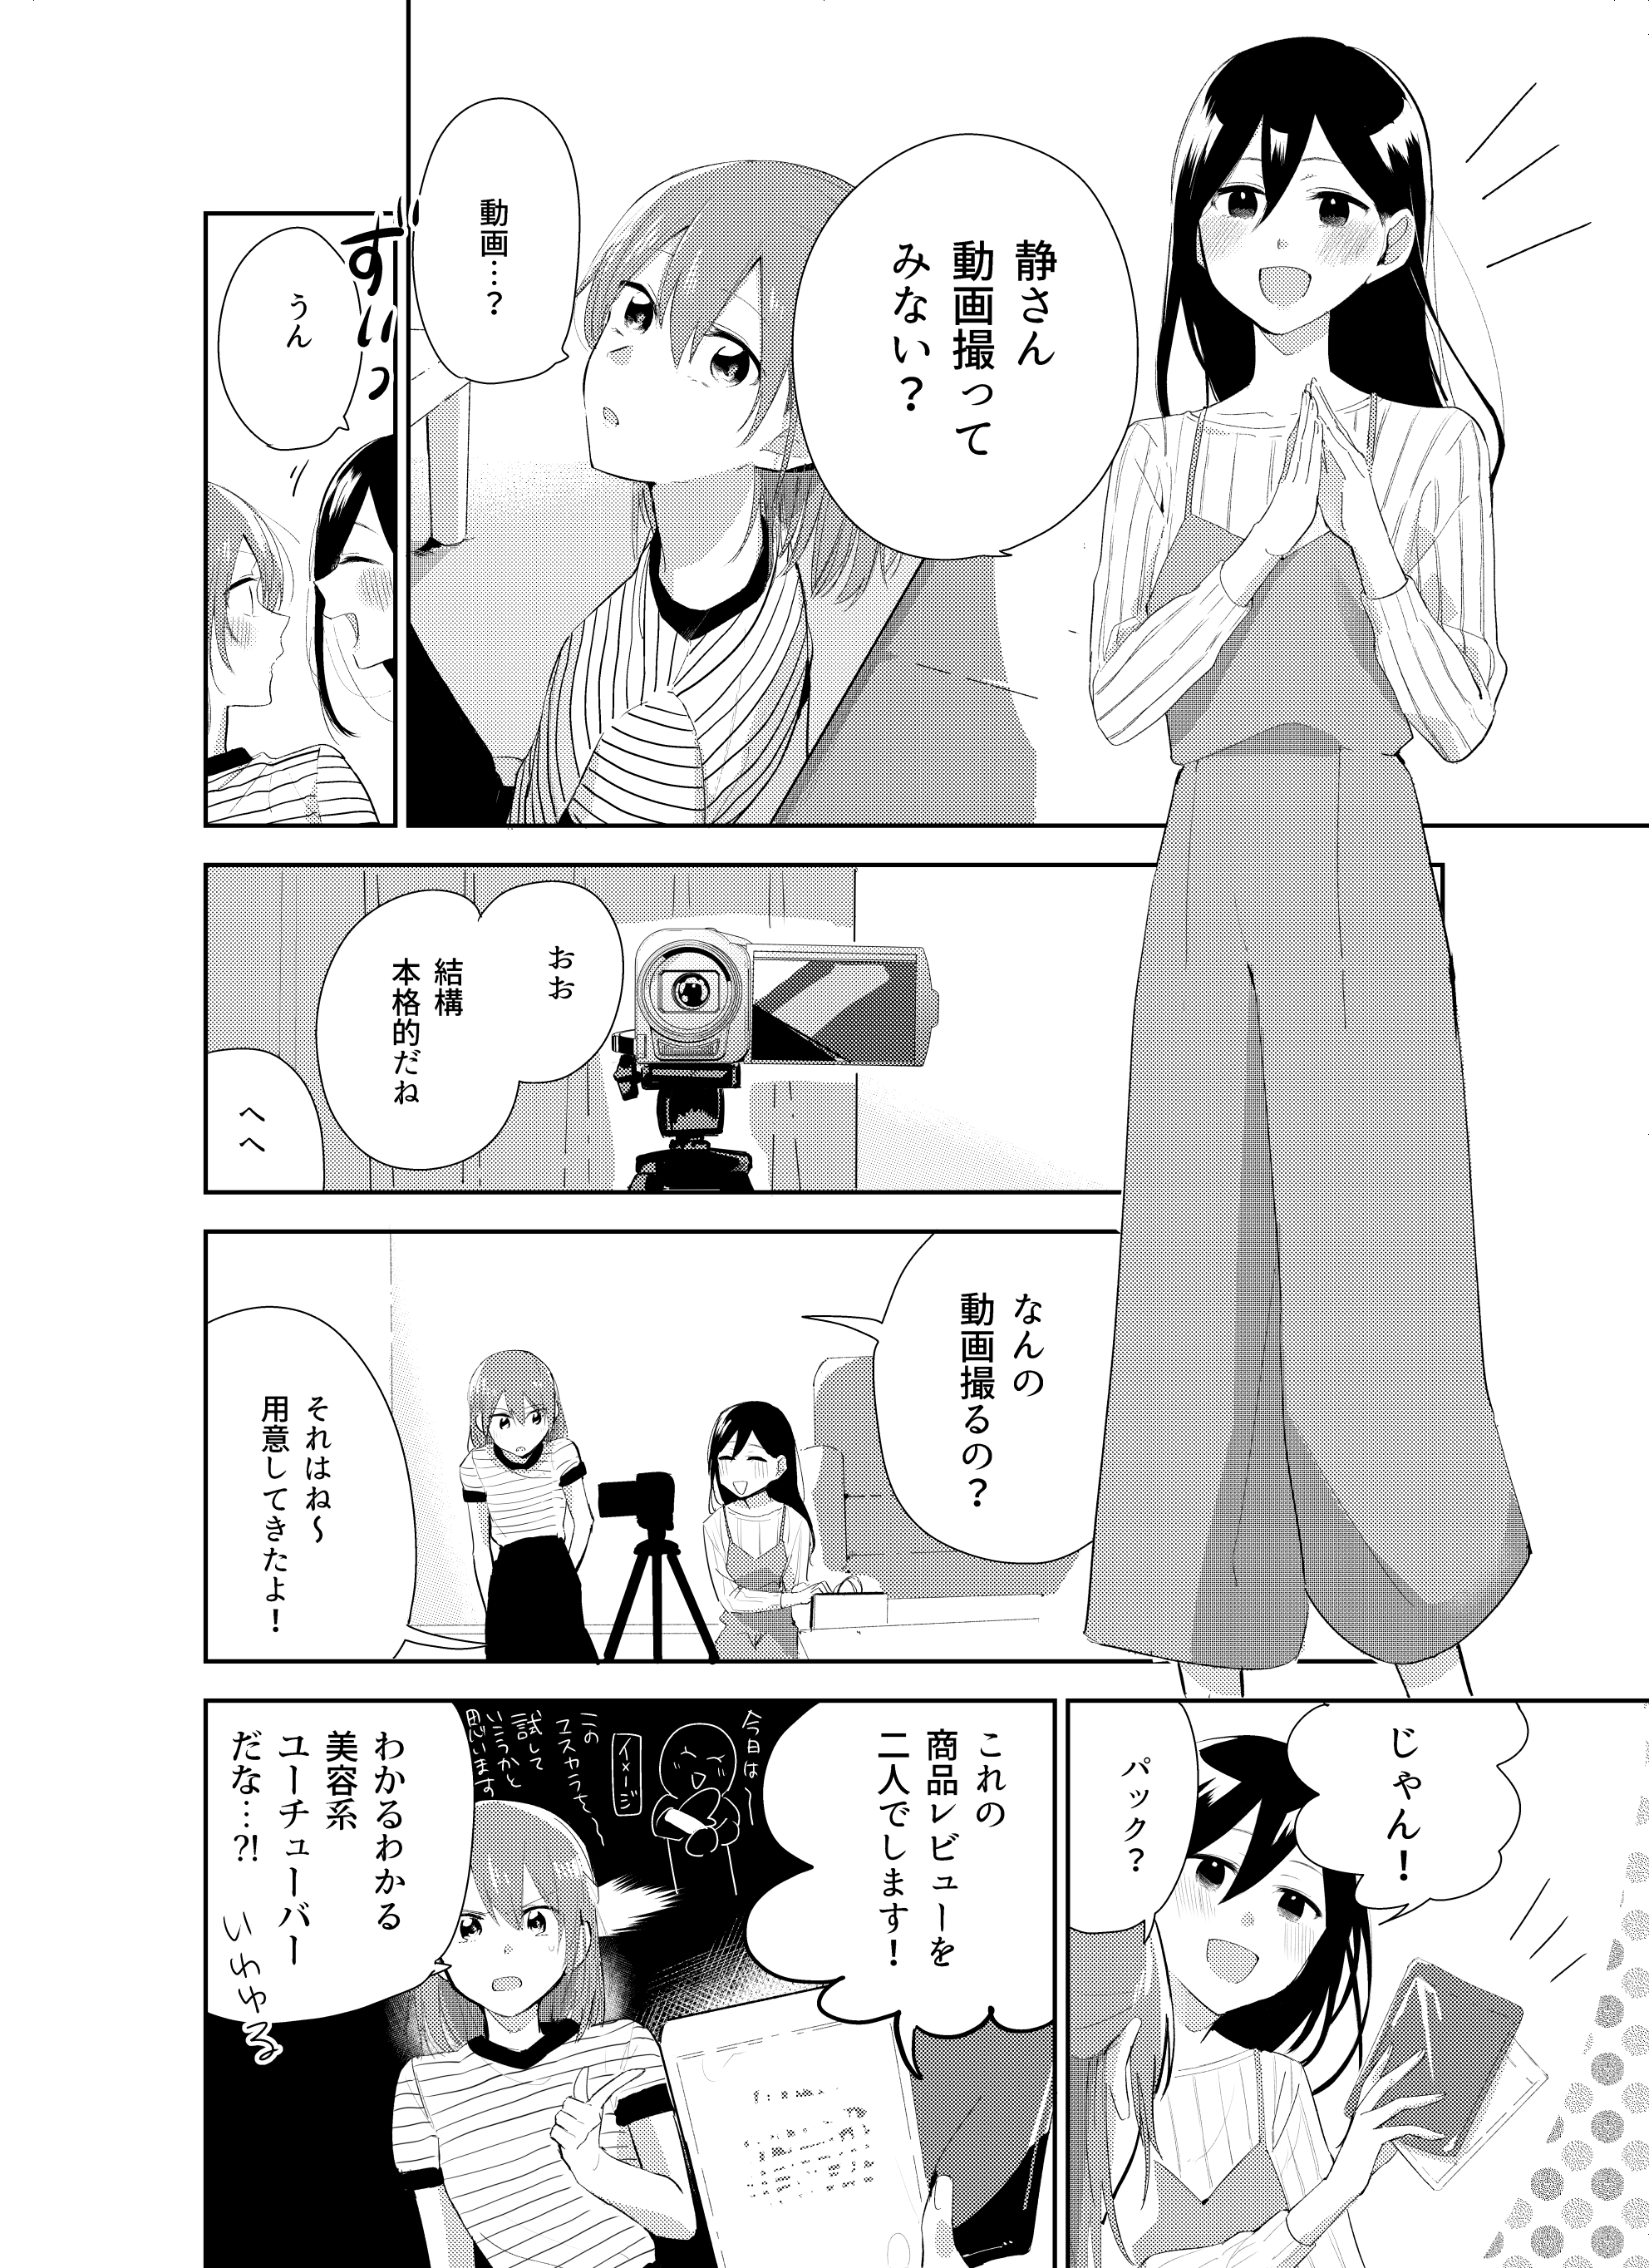 静さん
動画撮って
みない？
動画…？
ずいっ
うん
おお
結構
本格的だね
へへ
なんの
動画撮るの？
それはね～
用意してきたよ！
じゃん！
パック？
これの
商品レビューを
二人でします！
今日は～
イメージ
この
マスカラを～
試して
いこうかと
思います
わかるわかる
美容系
ユーチューバー
だな…?!
いわゆる